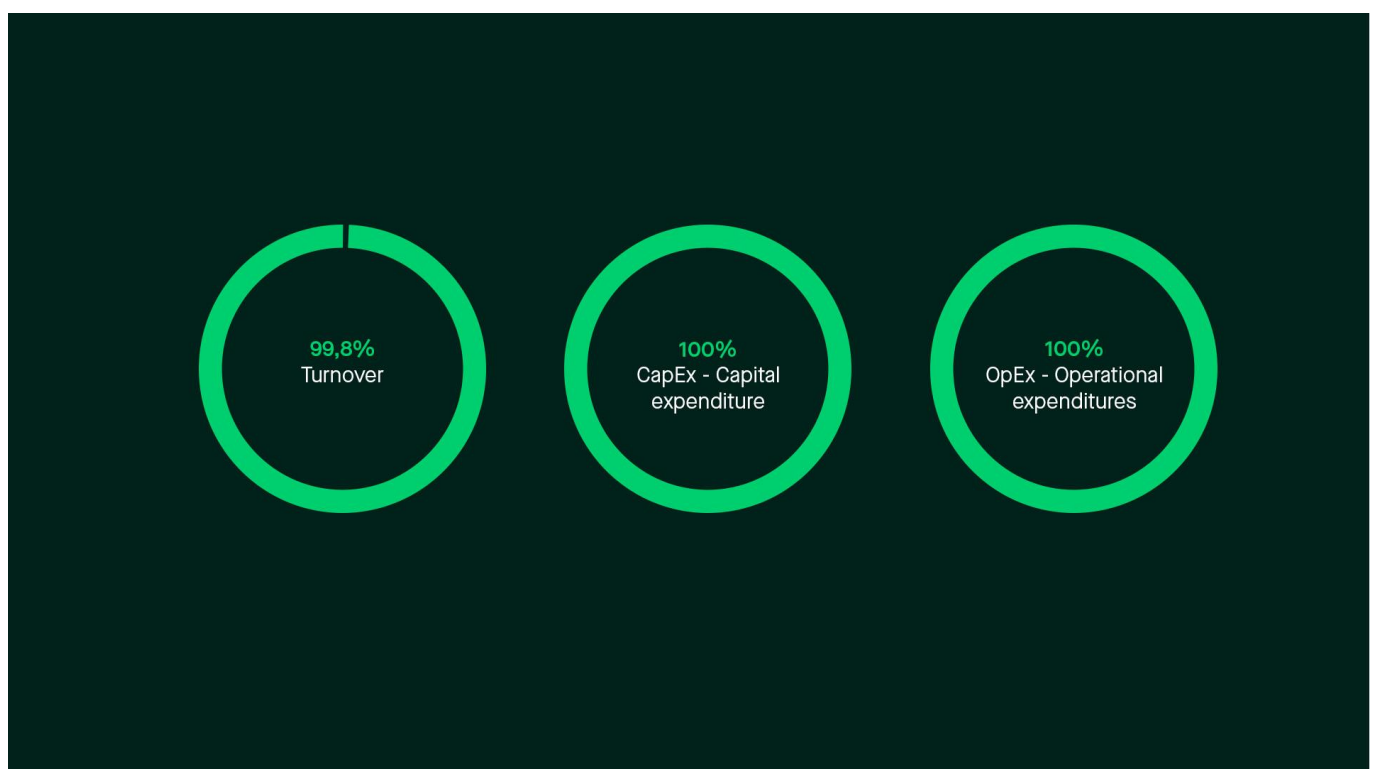 99,8%
Turnover
100%
CapEx - Capital
expenditure
100%
OpEx - Operational
expenditures